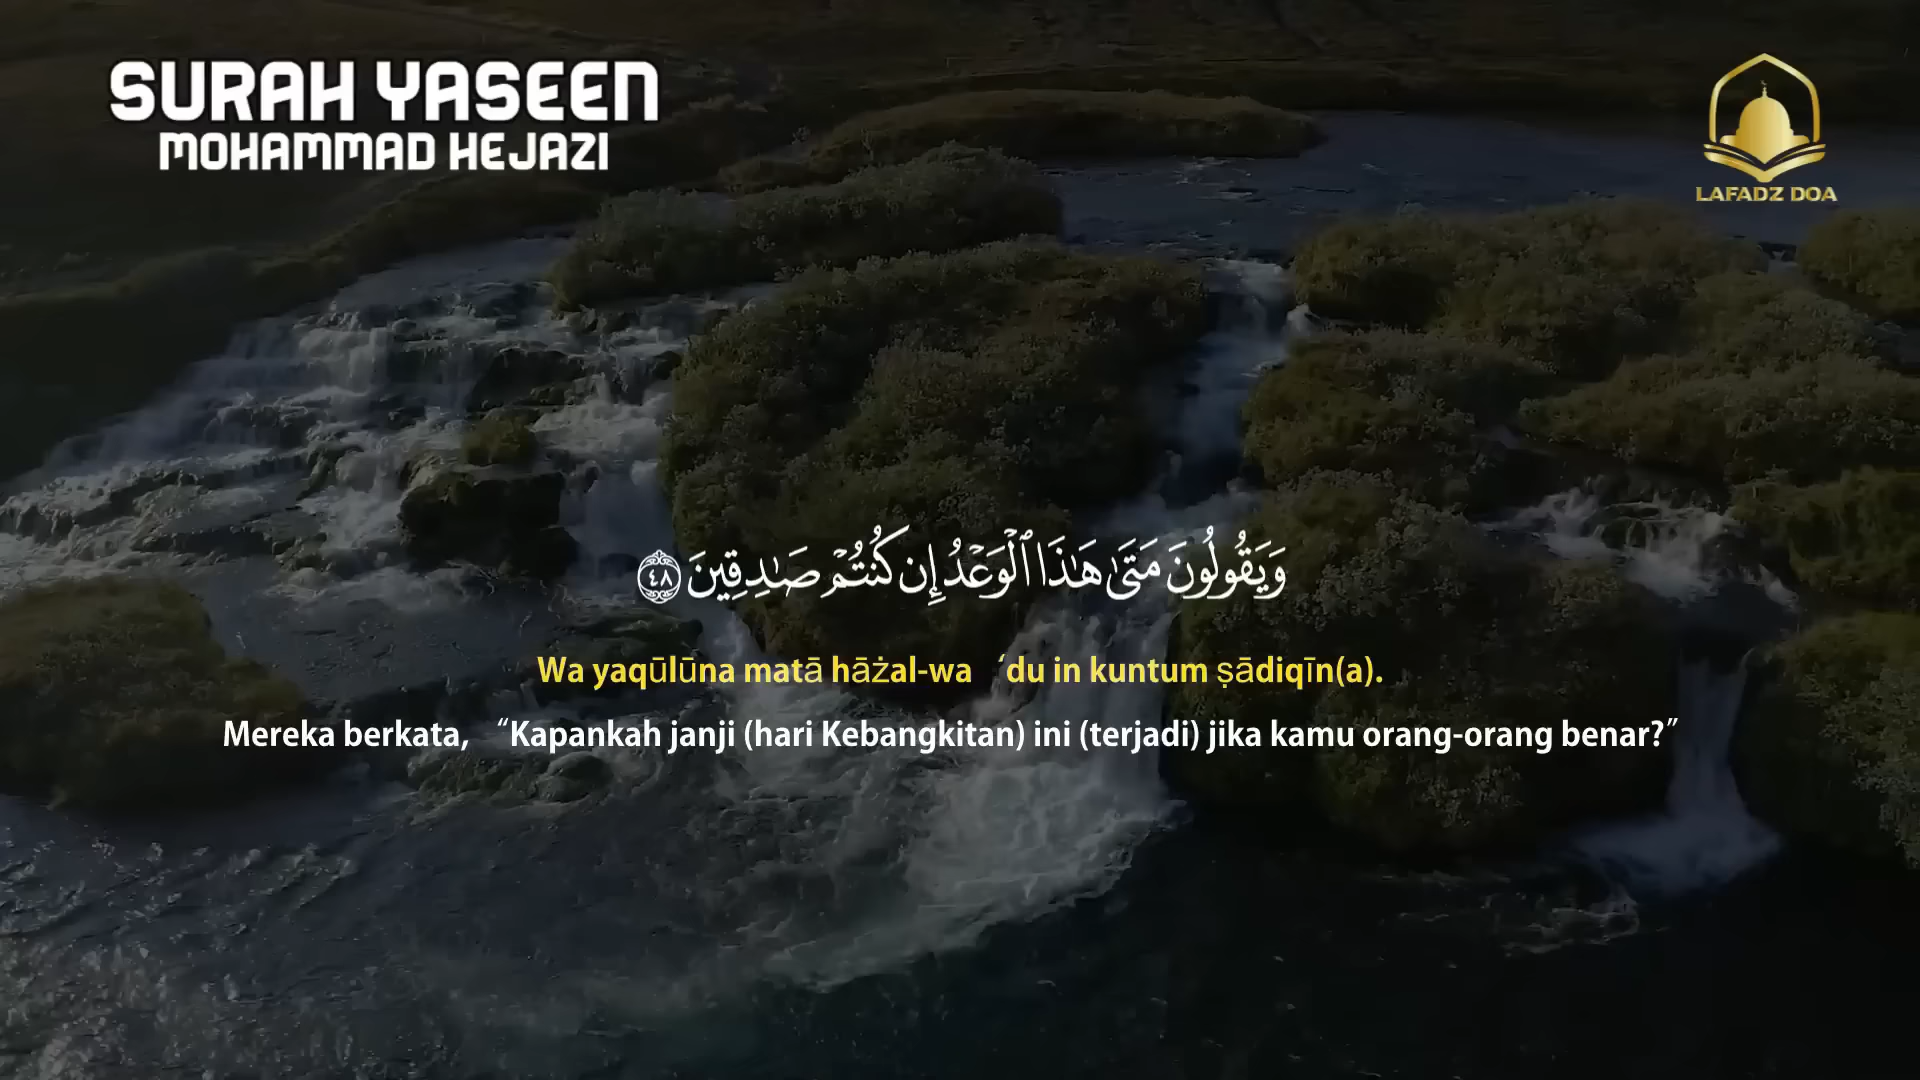 SURAH YASEEN
MOHAMMAD HEJAZI
LAFADZ DOA
وَيَقُولُونَ مَتَىٰ هَـٰذَا ٱلْوَعْدُ إِن كُنتُمْ صَـٰدِقِينَ ٤٨
Wa yaqūlūna matā hāżal-wa ‘du in kuntum ṣādiqīn(a).
Mereka berkata, “Kapankah janji (hari Kebangkitan) ini (terjadi) jika kamu orang-orang benar?”